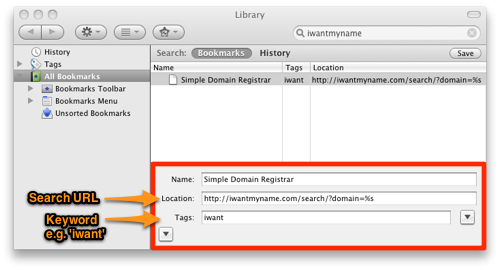 Library
iwantmyname
History
Tags
All Bookmarks
Bookmarks Toolbar
Bookmarks Menu
Unsorted Bookmarks
Search: Bookmarks History Save
Name Tags Location
Simple Domain Registrar iwant http://iwantmyname.com/search/?domain=%s
Name: Simple Domain Registrar
Search URL
Location: http://iwantmyname.com/search/?domain=%s
Keyword
e.g. 'iwant'
Tags: iwant